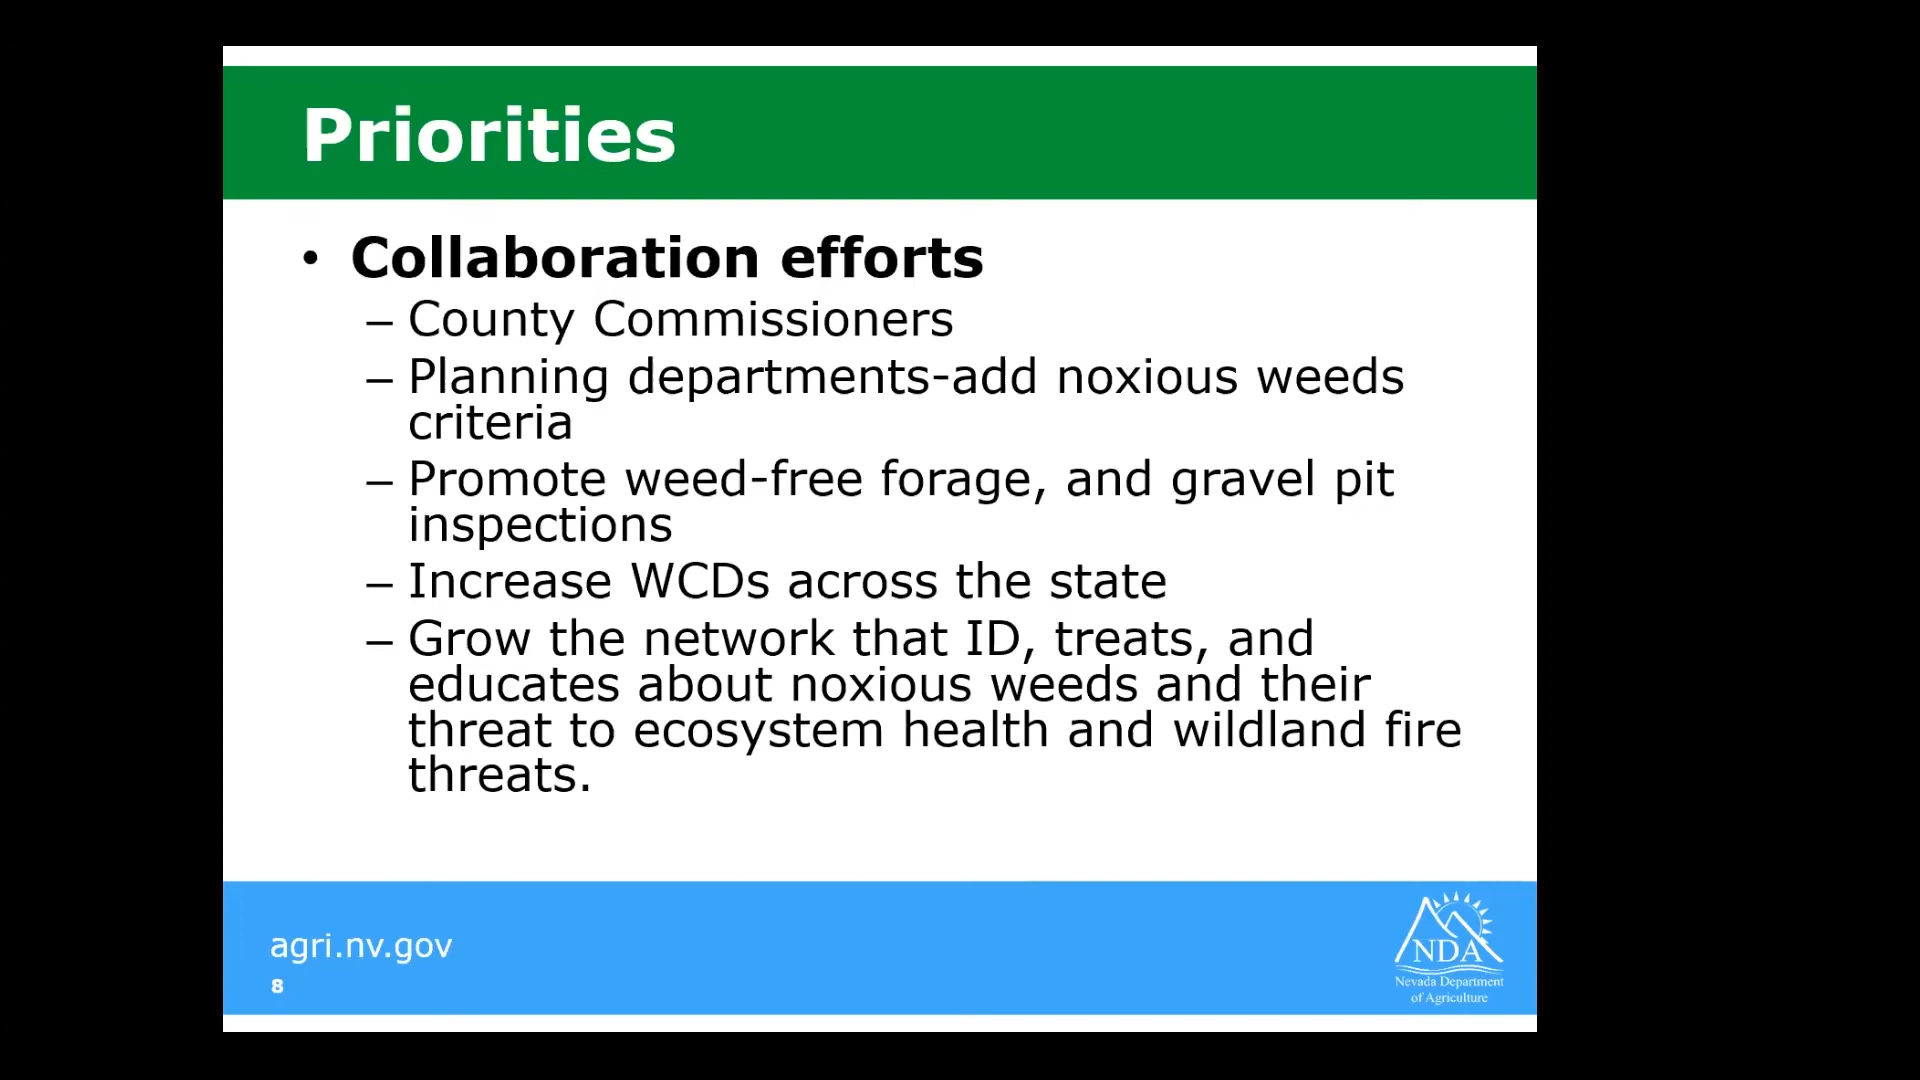 Priorities
• Collaboration efforts
– County Commissioners
– Planning departments-add noxious weeds
criteria
– Promote weed-free forage, and gravel pit
inspections
– Increase WCDs across the state
– Grow the network that ID, treats, and
educates about noxious weeds and their
threat to ecosystem health and wildland fire
threats.
agri.nv.gov
8
NDA
Nevada Department
of Agriculture